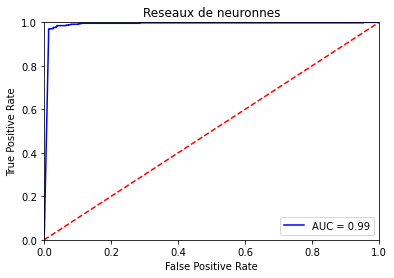 Reseaux de neuronnes
1.0
0.8
0.6
0.4
0.2
0.0
True Positive Rate
AUC = 0.99
0.0 0.2 0.4 0.6 0.8 1.0
False Positive Rate